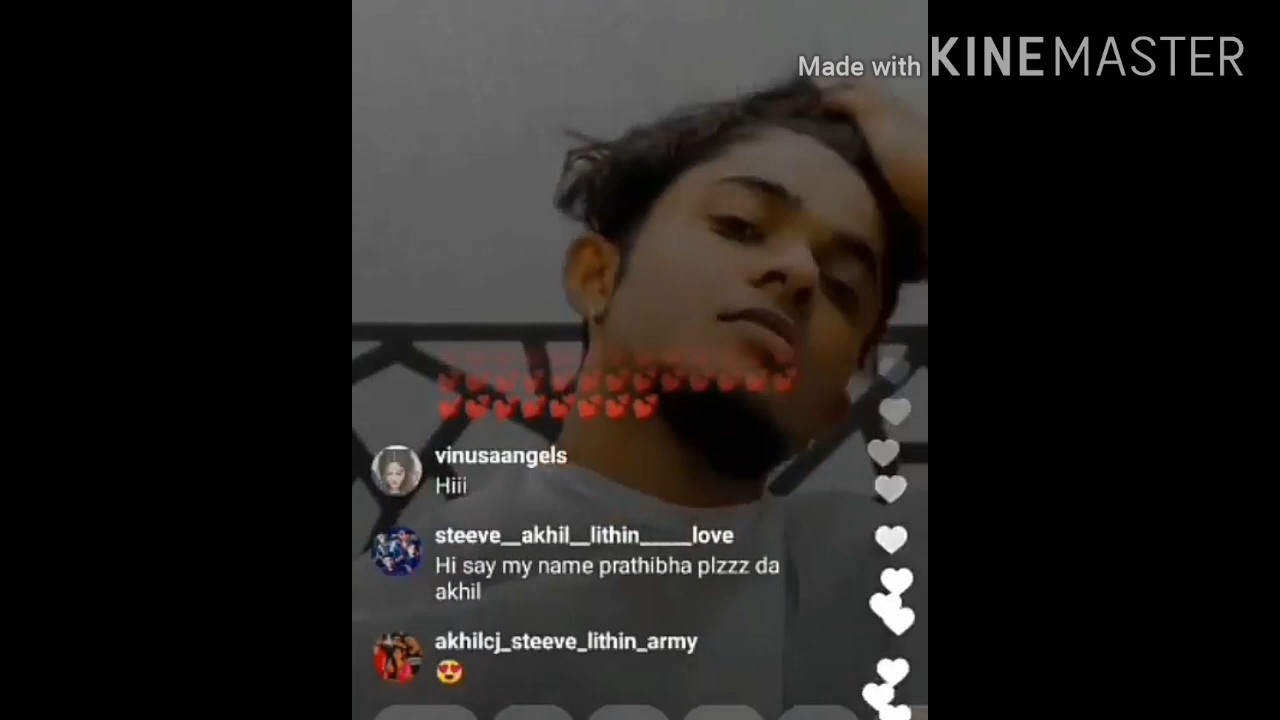 Made with KINEMASTER
vinusaangels
Hiii
steeve__akhil__lithin_____love
Hi say my name prathibha plzzz da
akhil
akhilcj_steeve_lithin_army
😍